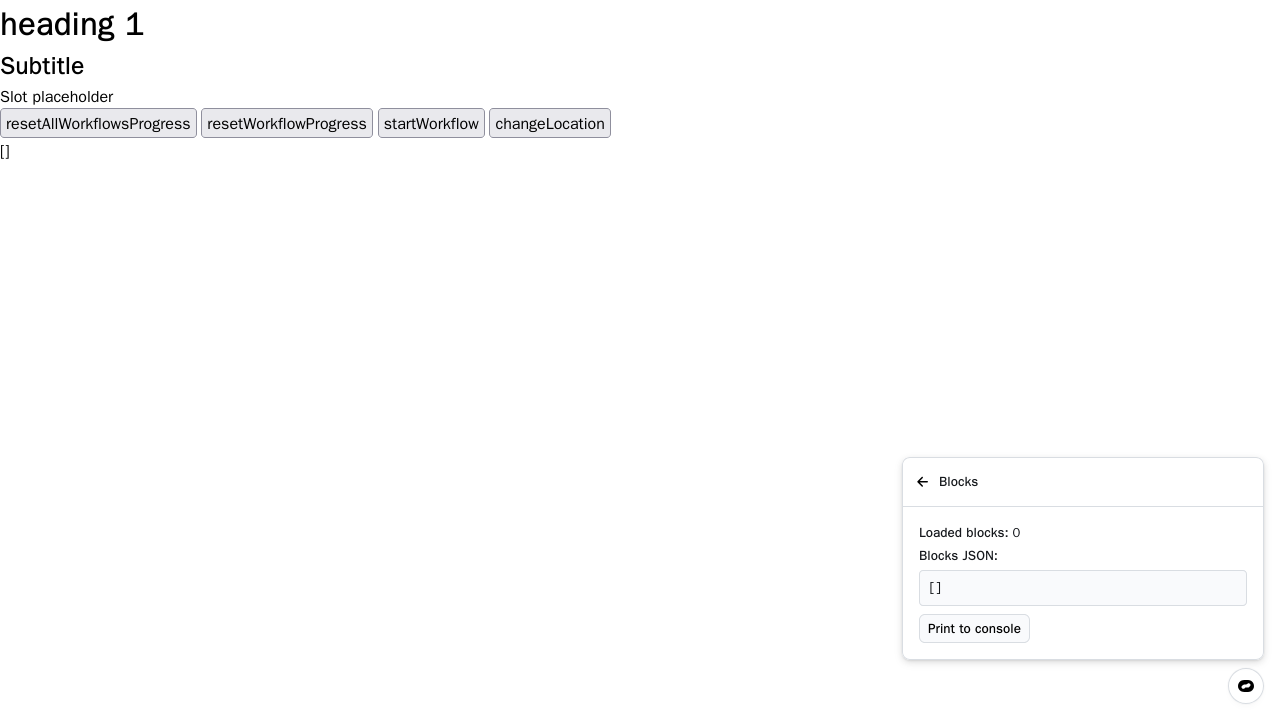 heading 1
Subtitle
Slot placeholder
resetAllWorkflowsProgress resetWorkflowProgress startWorkflow changeLocation
[]
Blocks
Loaded blocks: 0
Blocks JSON:
[]
Print to console